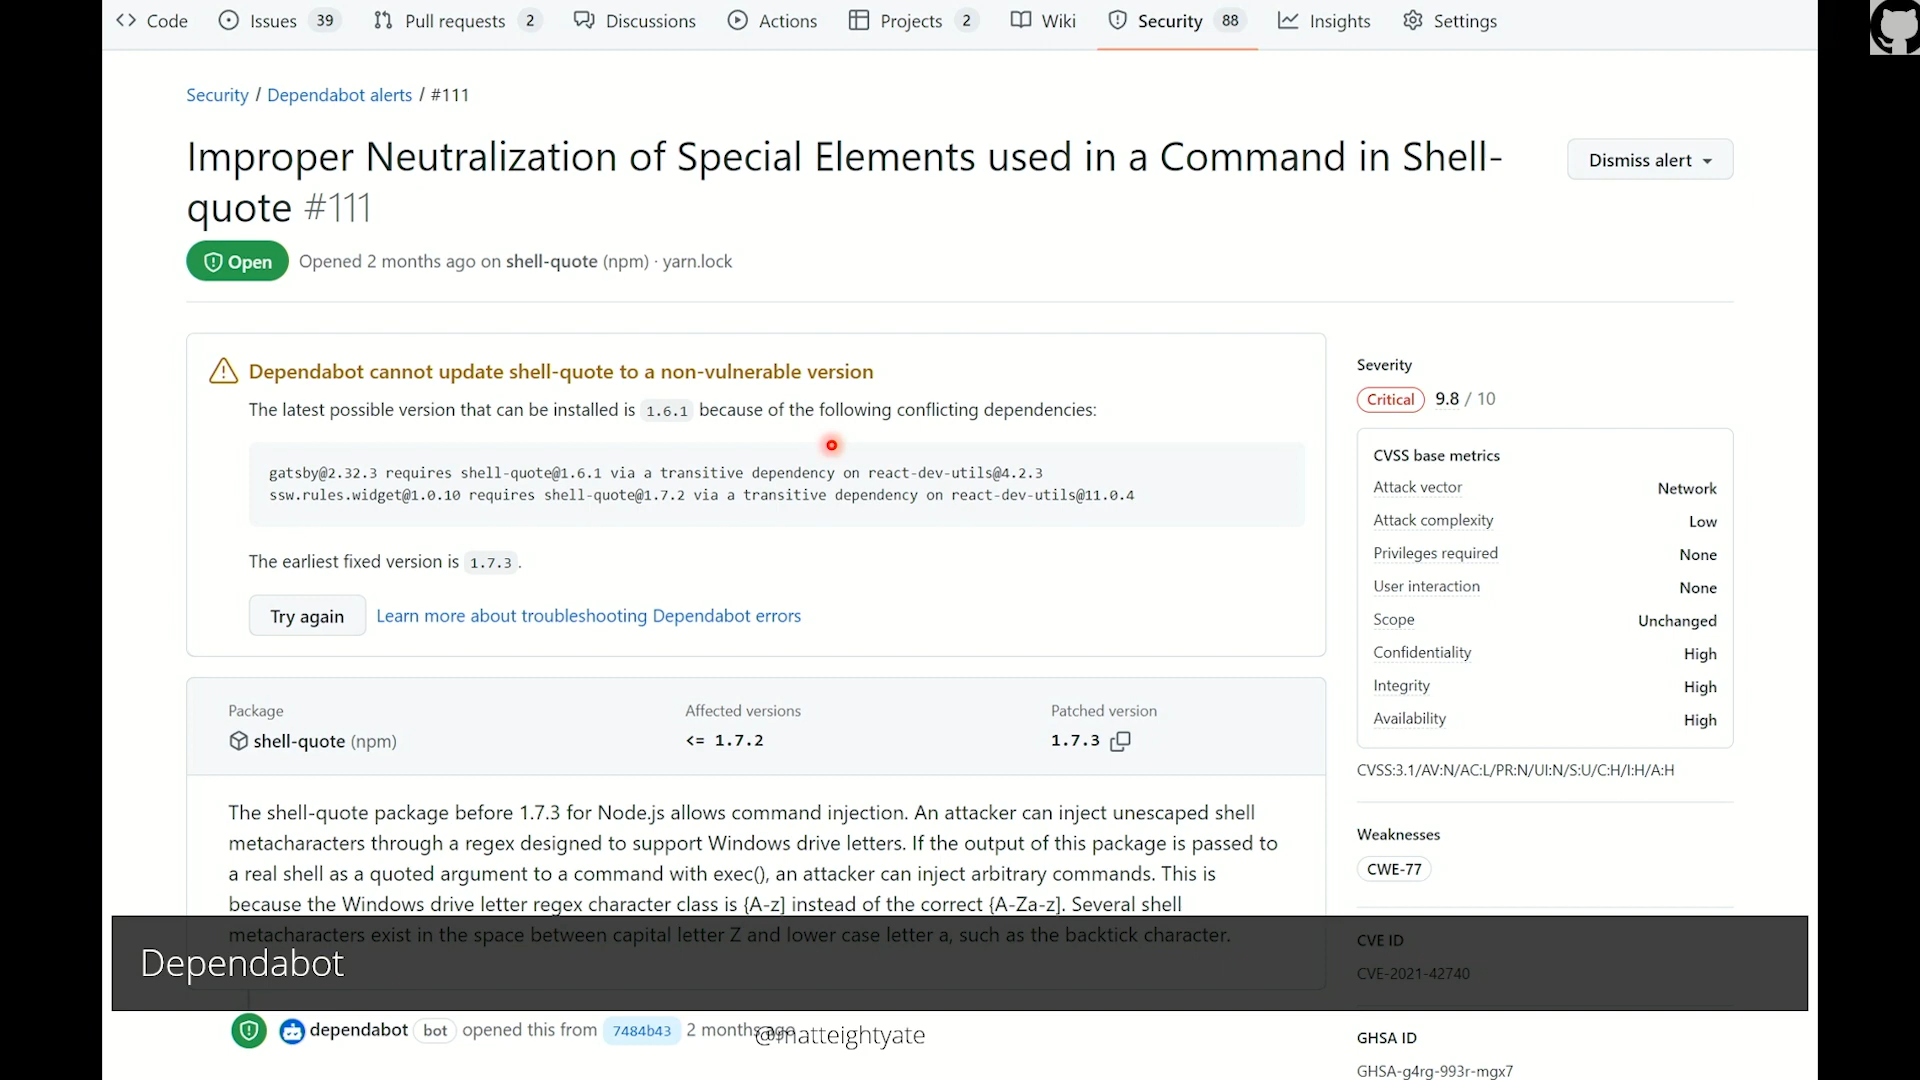 Code Issues 39 Pull requests 2 Discussions Actions Projects 2 Wiki Security 88 Insights Settings
Security / Dependabot alerts / #111
Improper Neutralization of Special Elements used in a Command in Shell-
quote #111
Dismiss alert
Open Opened 2 months ago on shell-quote (npm) · yarn.lock
Dependabot cannot update shell-quote to a non-vulnerable version
The latest possible version that can be installed is 1.6.1 because of the following conflicting dependencies:
gatsby@2.32.3 requires shell-quote@1.6.1 via a transitive dependency on react-dev-utils@4.2.3
ssw.rules.widget@1.0.10 requires shell-quote@1.7.2 via a transitive dependency on react-dev-utils@11.0.4
The earliest fixed version is 1.7.3.
Try again Learn more about troubleshooting Dependabot errors
Package Affected versions Patched version
shell-quote (npm) <= 1.7.2 1.7.3
The shell-quote package before 1.7.3 for Node.js allows command injection. An attacker can inject unescaped shell
metacharacters through a regex designed to support Windows drive letters. If the output of this package is passed to
a real shell as a quoted argument to a command with exec(), an attacker can inject arbitrary commands. This is
because the Windows drive letter regex character class is {A-z] instead of the correct {A-Za-z]. Several shell
metacharacters exist in the space between capital letter Z and lower case letter a, such as the backtick character.
Dependabot
dependabot bot opened this from 7484b43 2 months ago
@matteightyate
Severity
Critical 9.8 / 10
CVSS base metrics
Attack vector Network
Attack complexity Low
Privileges required None
User interaction None
Scope Unchanged
Confidentiality High
Integrity High
Availability High
CVSS:3.1/AV:N/AC:L/PR:N/UI:N/S:U/C:H/I:H/A:H
Weaknesses
CWE-77
CVE ID
CVE-2021-42740
GHSA ID
GHSA-g4rg-993r-mgx7